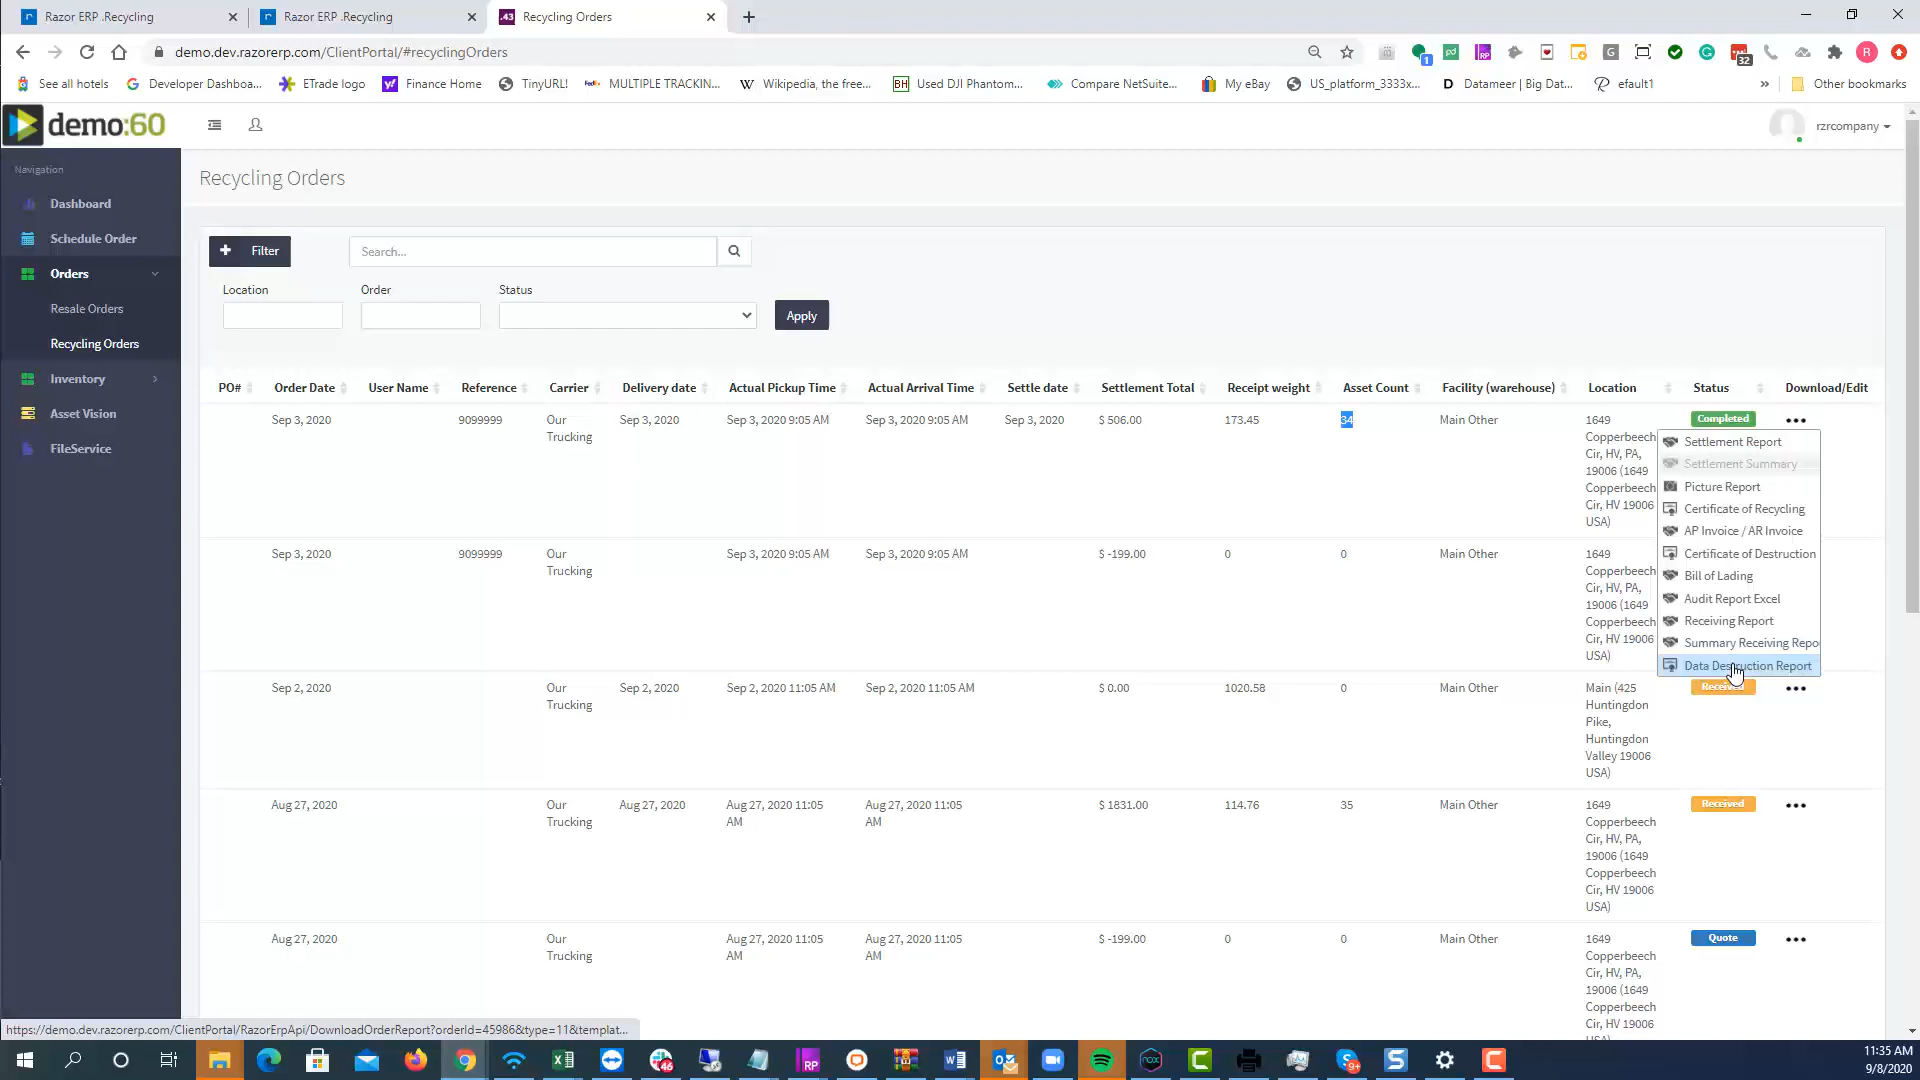 Razor ERP .Recycling
Razor ERP .Recycling
.43 Recycling Orders
demo.dev.razorerp.com/ClientPortal/#recyclingOrders
See all hotels
Developer Dashboa...
ETrade logo
Finance Home
TinyURL!
MULTIPLE TRACKIN...
Wikipedia, the free...
BH Used DJI Phantom...
Compare NetSuite...
My eBay
US_platform_3333x...
D Datameer | Big Dat...
efault1
» Other bookmarks
demo:60
rzrcompany
Navigation
Dashboard
Schedule Order
Orders
Resale Orders
Recycling Orders
Inventory
Asset Vision
FileService
Recycling Orders
+ Filter
Search...
Location Order Status
Apply
PO# Order Date User Name Reference Carrier Delivery date Actual Pickup Time Actual Arrival Time Settle date Settlement Total Receipt weight Asset Count Facility (warehouse) Location Status Download/Edit
Sep 3, 2020 9099999 Our Sep 3, 2020 Sep 3, 2020 9:05 AM Sep 3, 2020 9:05 AM Sep 3, 2020 $ 506.00 173.45 34 Main Other 1649 Completed
Trucking Copperbeech
Cir, HV, PA,
19006 (1649
Copperbeech
Cir, HV 19006
USA)
Settlement Report
Settlement Summary
Picture Report
Certificate of Recycling
AP Invoice / AR Invoice
Certificate of Destruction
Bill of Lading
Audit Report Excel
Receiving Report
Summary Receiving Repo
Data Destruction Report
Sep 3, 2020 9099999 Our Sep 3, 2020 9:05 AM Sep 3, 2020 9:05 AM $ -199.00 0 0 Main Other 1649
Trucking Copperbeech
Cir, HV, PA,
19006 (1649
Copperbeech
Cir, HV 19006
USA)
Sep 2, 2020 Our Sep 2, 2020 Sep 2, 2020 11:05 AM Sep 2, 2020 11:05 AM $ 0.00 1020.58 0 Main Other Main (425 Received
Trucking Huntingdon
Pike,
Huntingdon
Valley 19006
USA)
Aug 27, 2020 Our Aug 27, 2020 Aug 27, 2020 11:05 Aug 27, 2020 11:05 $ 1831.00 114.76 35 Main Other 1649 Received
Trucking AM AM Copperbeech
Cir, HV, PA,
19006 (1649
Copperbeech
Cir, HV 19006
USA)
Aug 27, 2020 Our Aug 27, 2020 11:05 Aug 27, 2020 11:05 $ -199.00 0 0 Main Other 1649 Quote
Trucking AM AM Copperbeech
Cir, HV, PA,
19006 (1649
Copperbeech
Cir, HV 19006
https://demo.dev.razorerp.com/ClientPortal/RazorErpApi/DownloadOrderReport?orderId=45986&type=11&templat...
11:35 AM
9/8/2020